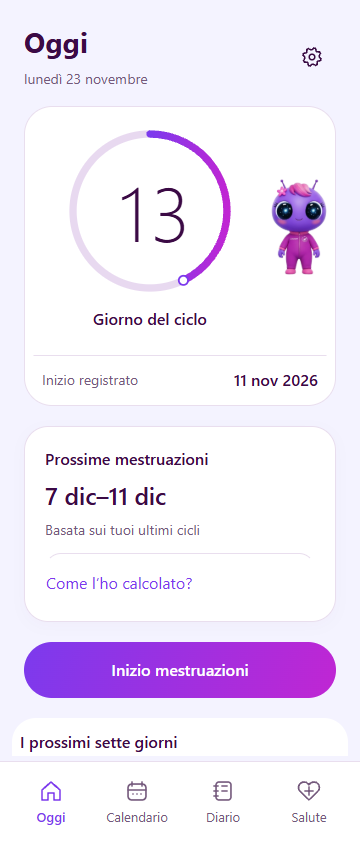 Oggi
lunedì 23 novembre
13
Giorno del ciclo
Inizio registrato
11 nov 2026
Prossime mestruazioni
7 dic–11 dic
Basata sui tuoi ultimi cicli
Come l’ho calcolato?
Inizio mestruazioni
I prossimi sette giorni
Oggi
Calendario
Diario
Salute